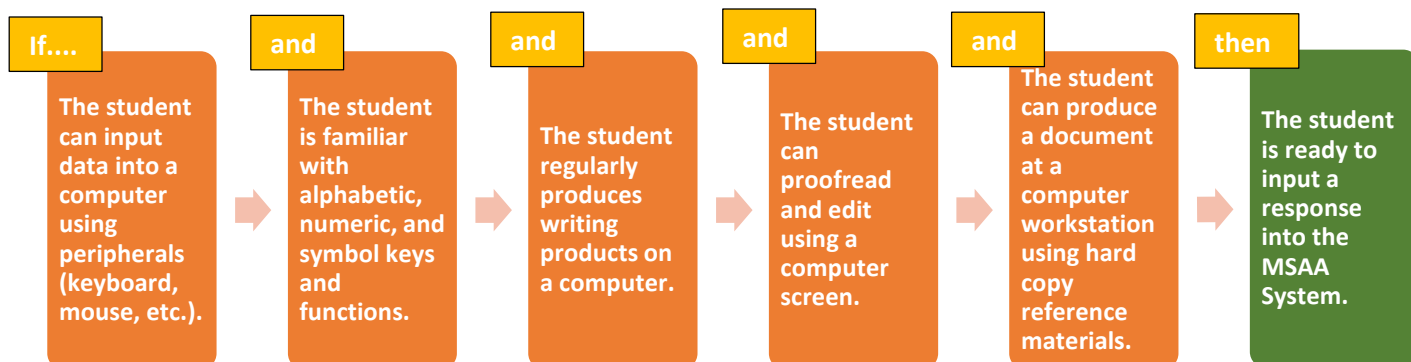 If....
The student
can input
data into a
computer
using
peripherals
(keyboard,
mouse, etc.).
and
The student
is familiar
with
alphabetic,
numeric, and
symbol keys
and
functions.
and
The student
regularly
produces
writing
products on
a computer.
and
The student
can
proofread
and edit
using a
computer
screen.
and
The student
can produce
a document
at a
computer
workstation
using hard
copy
reference
materials.
then
The student
is ready to
input a
response
into the
MSAA
System.